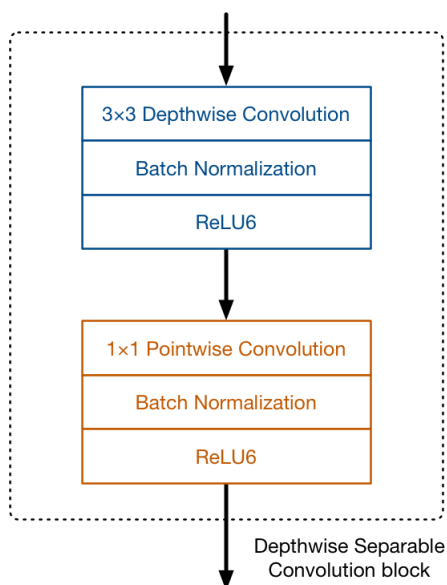 3×3 Depthwise Convolution
Batch Normalization
ReLU6
1×1 Pointwise Convolution
Batch Normalization
ReLU6
Depthwise Separable
Convolution block